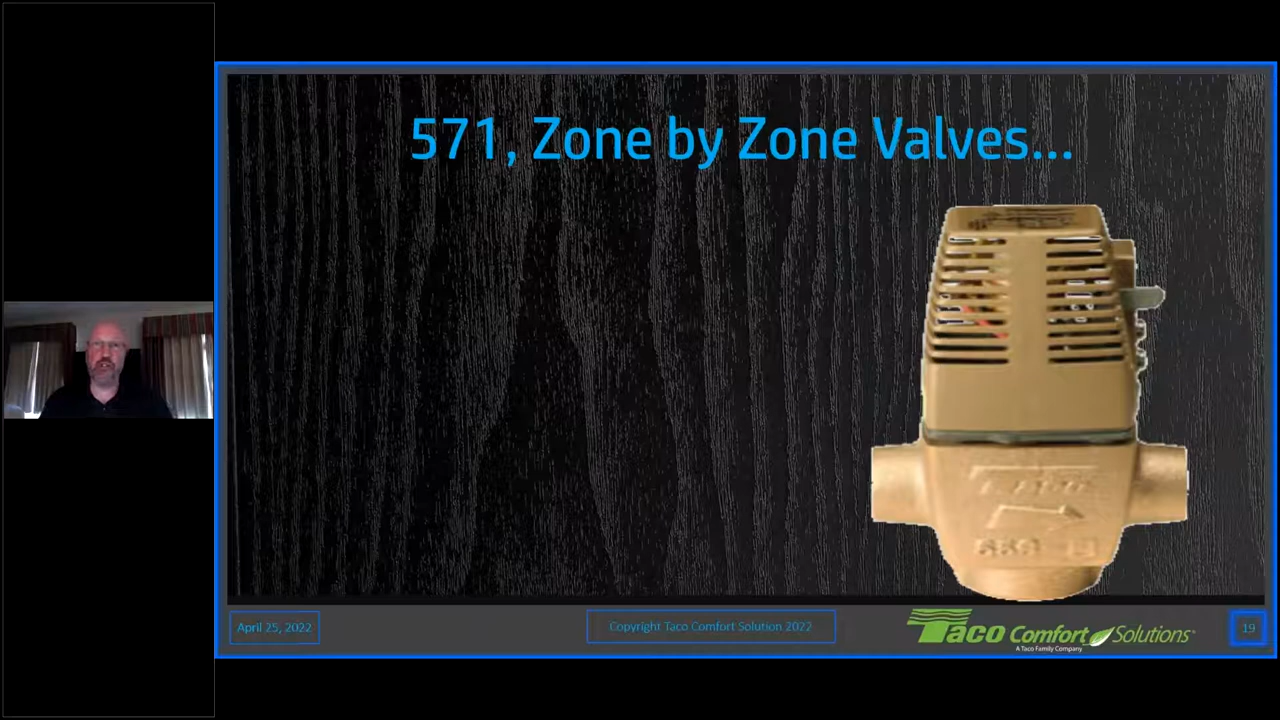 571, Zone by Zone Valves...
April 25, 2022
Copyright Taco Comfort Solution 2022
Taco Comfort Solutions
A Taco Family Company
19